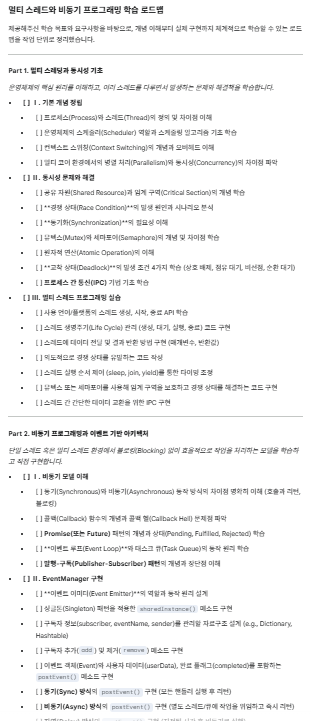 멀티 스레드와 비동기 프로그래밍 학습 로드맵
제공해주신 학습 목표와 요구사항을 바탕으로, 개념 이해부터 실제 구현까지 체계적으로 학습할 수 있는 로드
맵을 작업 단위로 정리했습니다.
Part 1. 멀티 스레딩과 동시성 기초
운영체제의 핵심 원리를 이해하고, 여러 스레드를 다루면서 발생하는 문제와 해결책을 학습합니다.
[ ] Ⅰ. 기본 개념 정립
[ ] 프로세스(Process)와 스레드(Thread)의 정의 및 차이점 이해
[ ] 운영체제의 스케줄러(Scheduler) 역할과 스케줄링 알고리즘 기초 학습
[ ] 컨텍스트 스위칭(Context Switching)의 개념과 오버헤드 이해
[ ] 멀티 코어 환경에서의 병렬 처리(Parallelism)와 동시성(Concurrency)의 차이점 파악
[ ] Ⅱ. 동시성 문제와 해결
[ ] 공유 자원(Shared Resource)과 임계 구역(Critical Section)의 개념 학습
[ ] **경쟁 상태(Race Condition)**의 발생 원인과 시나리오 분석
[ ] **동기화(Synchronization)**의 필요성 이해
[ ] 뮤텍스(Mutex)와 세마포어(Semaphore)의 개념 및 차이점 학습
[ ] 원자적 연산(Atomic Operation)의 이해
[ ] **교착 상태(Deadlock)**의 발생 조건 4가지 학습 (상호 배제, 점유 대기, 비선점, 순환 대기)
[ ] 프로세스 간 통신(IPC) 기법 기초 학습
[ ] III. 멀티 스레드 프로그래밍 실습
[ ] 사용 언어/플랫폼의 스레드 생성, 시작, 종료 API 학습
[ ] 스레드 생명주기(Life Cycle) 관리 (생성, 대기, 실행, 종료) 코드 구현
[ ] 스레드에 데이터 전달 및 결과 반환 방법 구현 (매개변수, 반환값)
[ ] 의도적으로 경쟁 상태를 유발하는 코드 작성
[ ] 스레드 실행 순서 제어 (sleep, join, yield)를 통한 타이밍 조정
[ ] 뮤텍스 또는 세마포어를 사용해 임계 구역을 보호하고 경쟁 상태를 해결하는 코드 구현
[ ] 스레드 간 간단한 데이터 교환을 위한 IPC 구현
Part 2. 비동기 프로그래밍과 이벤트 기반 아키텍처
단일 스레드 혹은 멀티 스레드 환경에서 블로킹(Blocking) 없이 효율적으로 작업을 처리하는 모델을 학습하
고 직접 구현합니다.
[ ] Ⅰ. 비동기 모델 이해
[ ] 동기(Synchronous)와 비동기(Asynchronous) 동작 방식의 차이점 명확히 이해 (호출과 리턴,
블로킹)
[ ] 콜백(Callback) 함수의 개념과 콜백 헬(Callback Hell) 문제점 파악
[ ] Promise(또는 Future) 패턴의 개념과 상태(Pending, Fulfilled, Rejected) 학습
[ ] **이벤트 루프(Event Loop)**와 태스크 큐(Task Queue)의 동작 원리 학습
[ ] 발행-구독(Publisher-Subscriber) 패턴의 개념과 장단점 이해
[ ] Ⅱ. EventManager 구현
[ ] **이벤트 이미터(Event Emitter)**의 역할과 동작 원리 설계
[ ] 싱글톤(Singleton) 패턴을 적용한 sharedInstance() 메소드 구현
[ ] 구독자 정보(subscriber, eventName, sender)를 관리할 자료구조 설계 (e.g., Dictionary,
Hashtable)
[ ] 구독자 추가( add ) 및 제거( remove ) 메소드 구현
[ ] 이벤트 객체(Event)와 사용자 데이터(userData), 완료 플래그(completed)를 포함하는
postEvent() 메소드 구현
[ ] 동기(Sync) 방식의 postEvent() 구현 (모든 핸들러 실행 후 리턴)
[ ] 비동기(Async) 방식의 postEvent() 구현 (별도 스레드/큐에 작업을 위임하고 즉시 리턴)